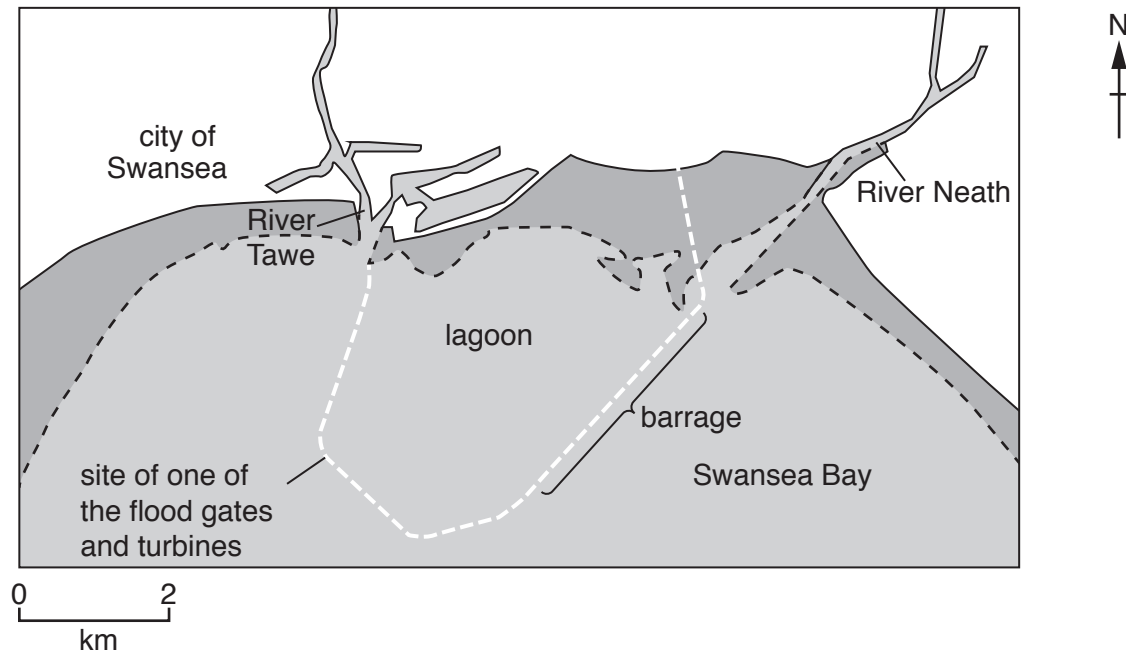 N
city of
Swansea
River
Tawe
River Neath
lagoon
barrage
site of one of
the flood gates
and turbines
Swansea Bay
0 2
km